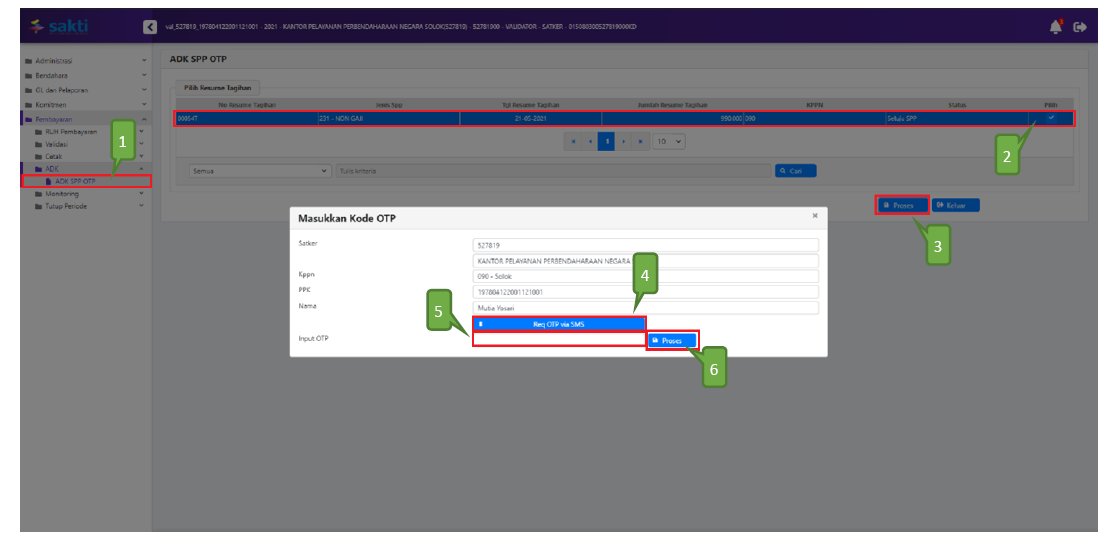 sakti
val_527819_197804122001121001 - 2021 - KANTOR PELAYANAN PERBENDAHARAAN NEGARA SOLOK(527819) - 52781900 - VALIDATOR - SATKER - 015080300527819000KD
Administrasi
Bendahara
GL dan Pelaporan
Komitmen
Pembayaran
RUH Pembayaran
Validasi
Cetak
ADK
ADK SPP OTP
Monitoring
Tutup Periode
1
ADK SPP OTP
Pilih Resume Tagihan
No Resume Tagihan Jenis Spp Tgl Resume Tagihan Jumlah Resume Tagihan KPPN Status Pilih
00054T 231 - NON GAJI 21-05-2021 990.000 090 Setuju SPP
1 10
2
Semua Tulis kriteria Cari
Proses Keluar
3
Masukkan Kode OTP ×
Satker 527819
KANTOR PELAYANAN PERBENDAHARAAN NEGARA
Kppn 090 - Solok
4
PPK 197804122001121001
Nama Mutia Yosari
5
Req OTP via SMS
Input OTP Proses
6